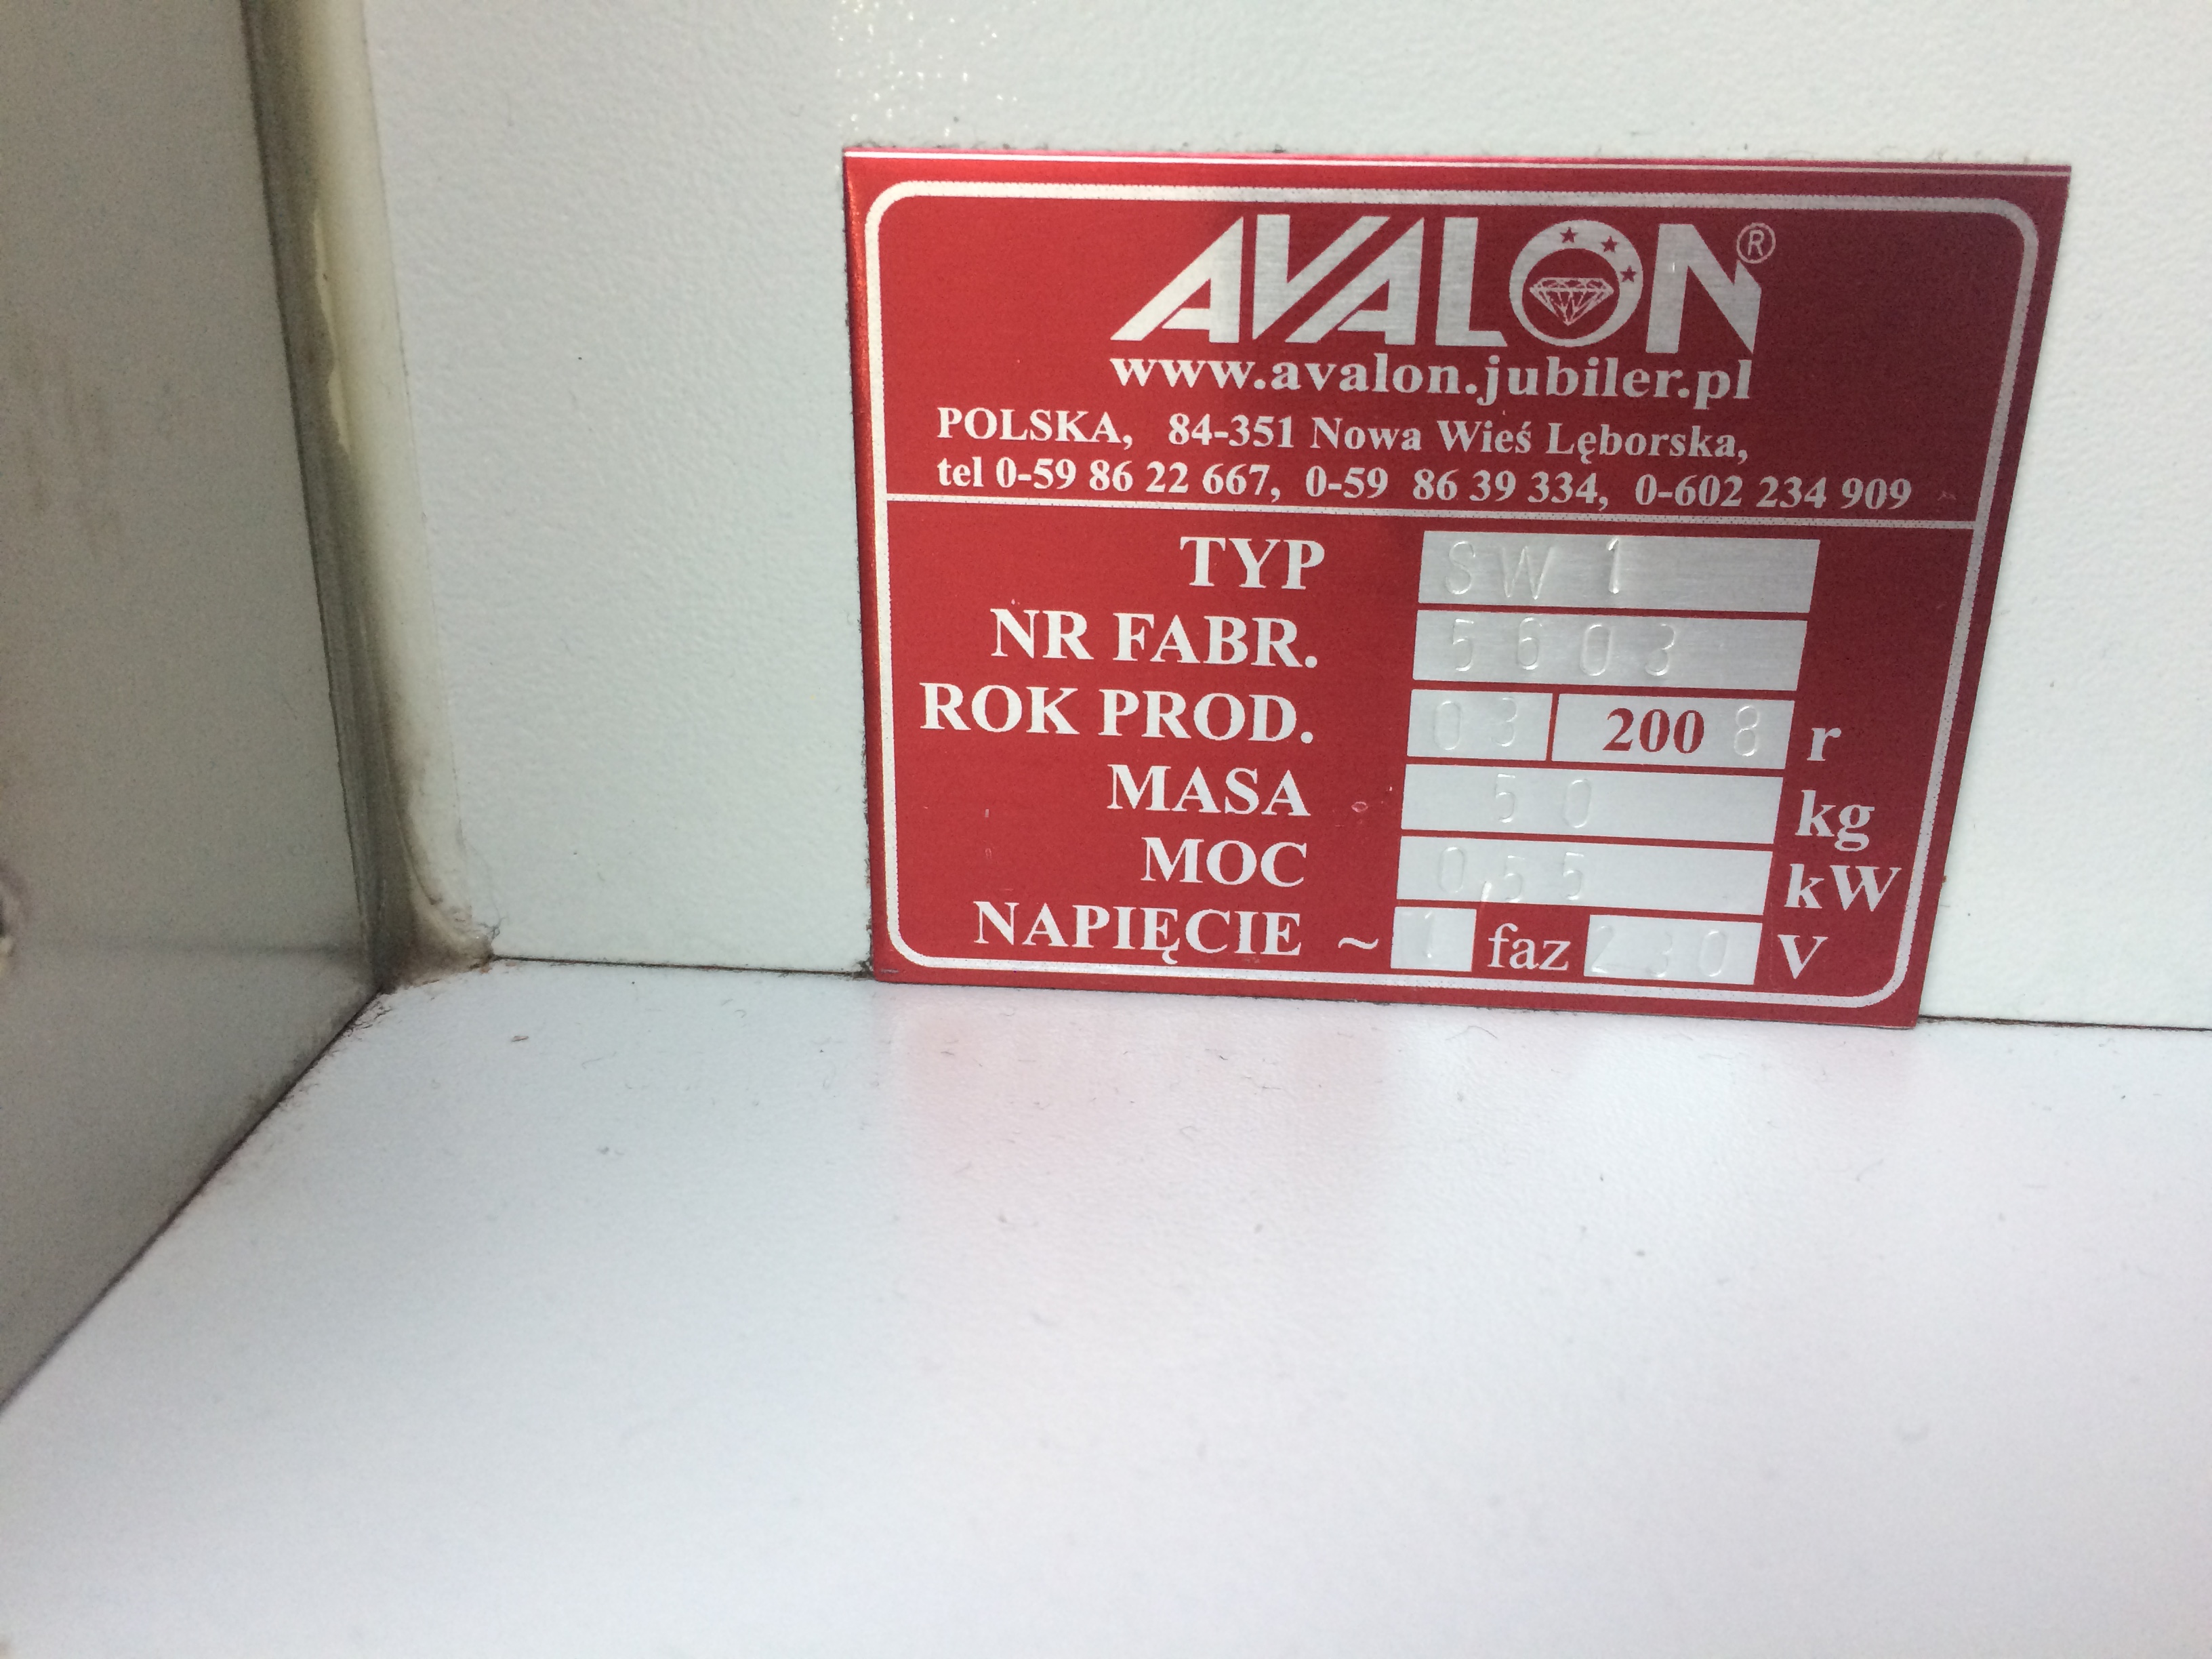 AVALON®
www.avalon.jubiler.pl
POLSKA, 84-351 Nowa Wieś Lęborska,
tel 0-59 86 22 667, 0-59 86 39 334, 0-602 234 909
TYP SW 1
NR FABR. 5603
ROK PROD. 03 2008 r
MASA 50 kg
MOC 0,55 kW
NAPIĘCIE ~ 1 faz 230 V